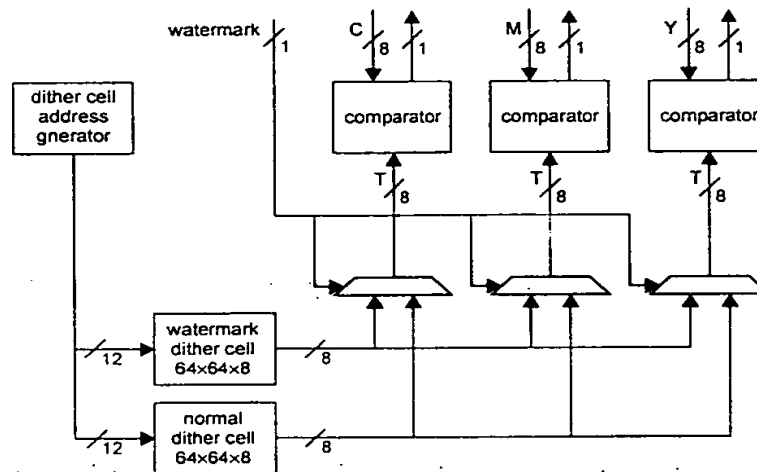 watermark 1 C 8 1 M 8 1 Y 8 1
dither cell
address
gnerator
comparator comparator comparator
T 8 T 8 T 8
12 watermark
dither cell
64×64×8 8
12 normal
dither cell
64×64×8 8